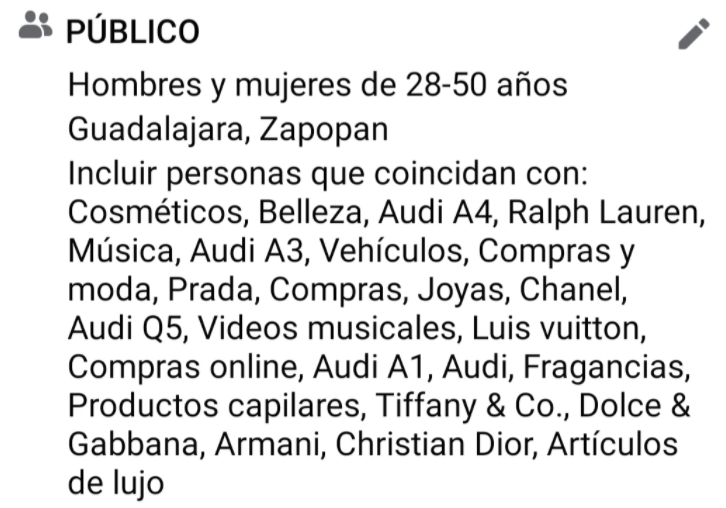 PÚBLICO
Hombres y mujeres de 28-50 años
Guadalajara, Zapopan
Incluir personas que coincidan con:
Cosméticos, Belleza, Audi A4, Ralph Lauren,
Música, Audi A3, Vehículos, Compras y
moda, Prada, Compras, Joyas, Chanel,
Audi Q5, Videos musicales, Luis vuitton,
Compras online, Audi A1, Audi, Fragancias,
Productos capilares, Tiffany & Co., Dolce &
Gabbana, Armani, Christian Dior, Artículos
de lujo